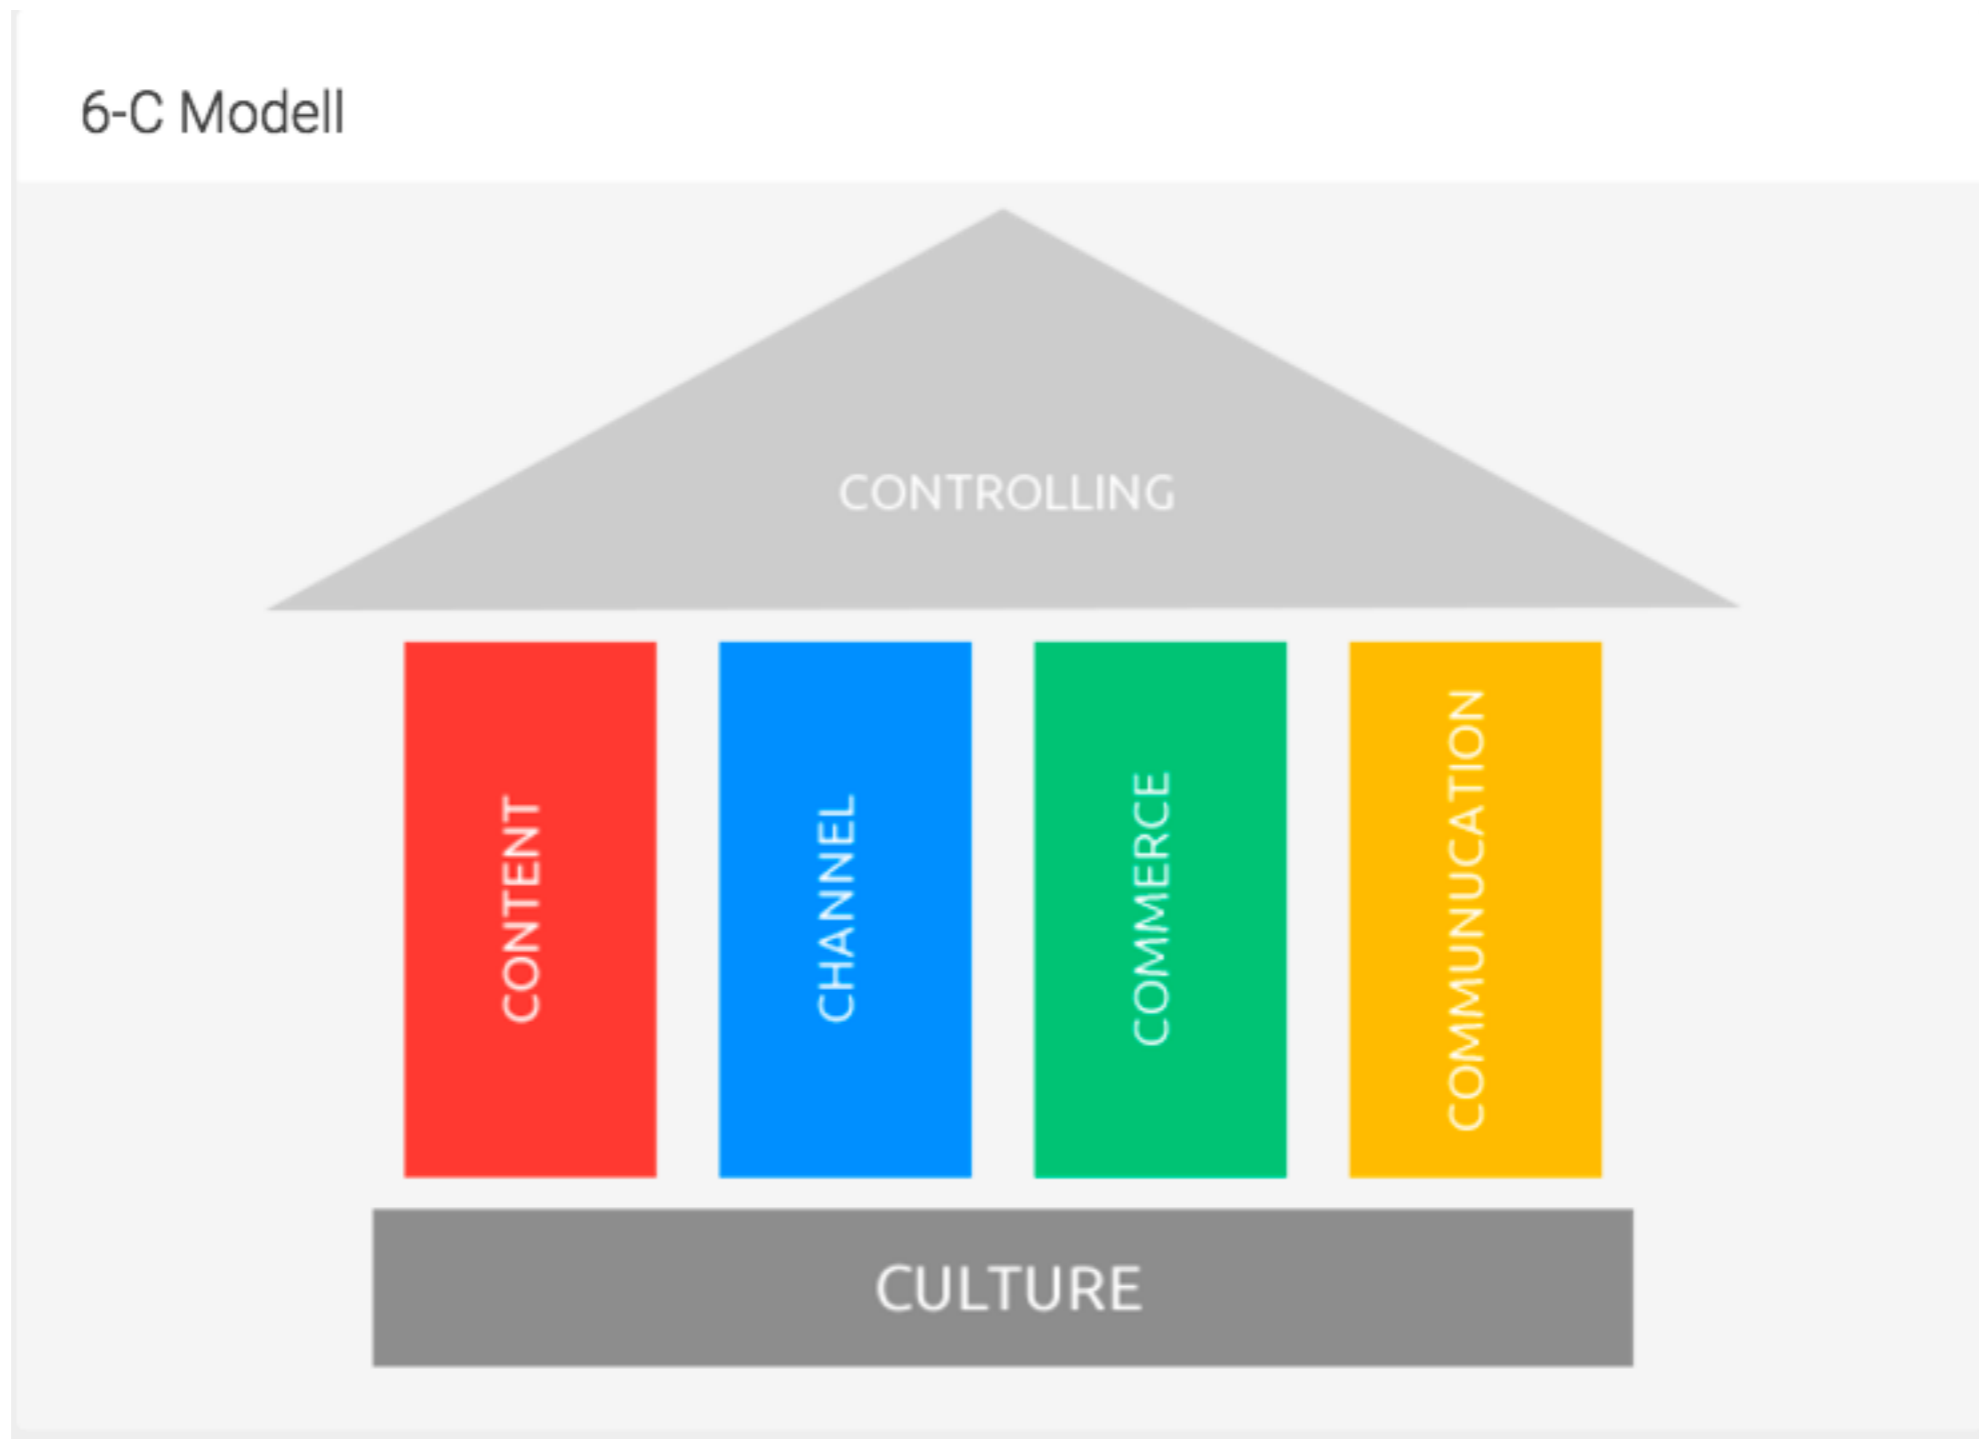 6-C Modell
CONTROLLING
CONTENT
CHANNEL
COMMERCE
COMMUNUCATION
CULTURE